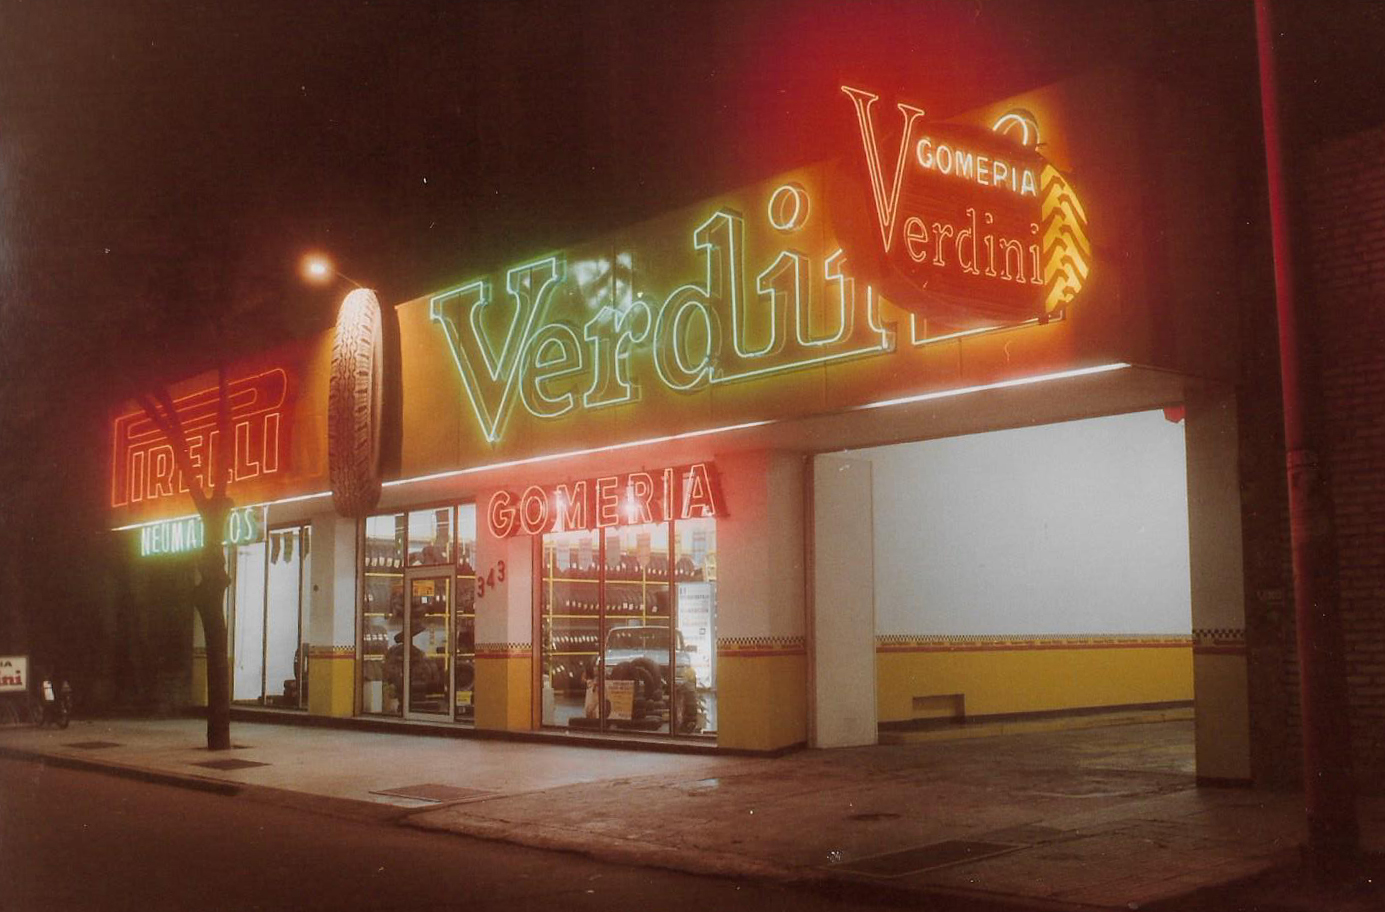 PIRELLI
NEUMATICOS
Verdini
GOMERIA
343
GOMERIA
Verdini